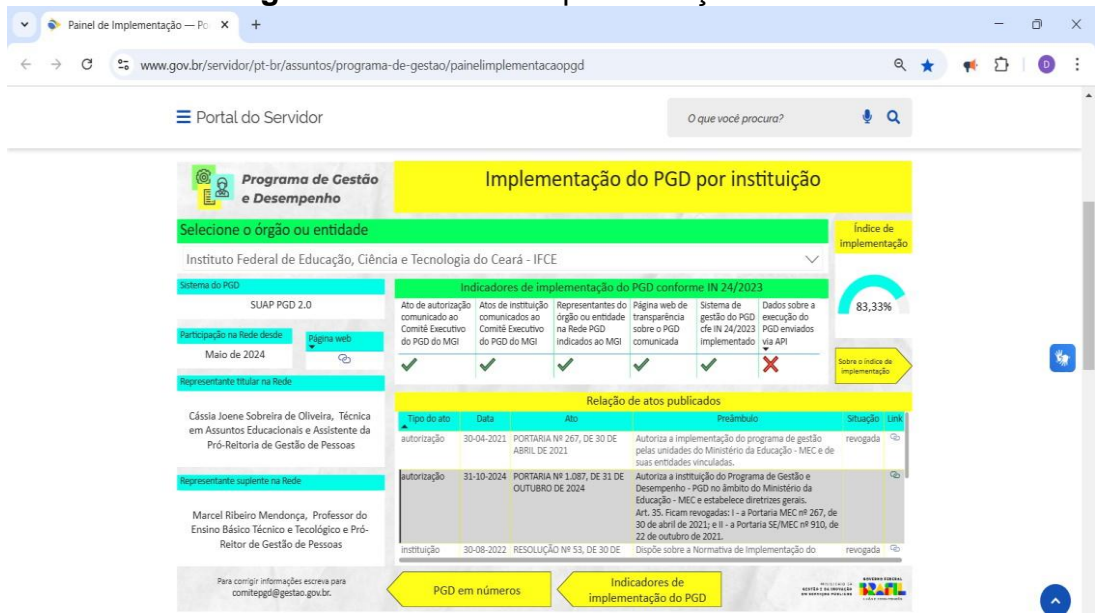 Painel de Implementação — Po
www.gov.br/servidor/pt-br/assuntos/programa-de-gestao/painelimplementacaopgd
D
Portal do Servidor
O que você procura?
Programa de Gestão
e Desempenho
Implementação do PGD por instituição
Selecione o órgão ou entidade
Índice de
implementação
Instituto Federal de Educação, Ciência e Tecnologia do Ceará - IFCE
83,33%
Sobre o índice de
implementação
Sistema do PGD
SUAP PGD 2.0
Participação na Rede desde
Maio de 2024
Página web
Representante titular na Rede
Cássia Joene Sobreira de Oliveira, Técnica
em Assuntos Educacionais e Assistente da
Pró-Reitoria de Gestão de Pessoas
Representante suplente na Rede
Marcel Ribeiro Mendonça, Professor do
Ensino Básico Técnico e Tecológico e Pró-
Reitor de Gestão de Pessoas
Indicadores de implementação do PGD conforme IN 24/2023
Ato de autorização
comunicado ao
Comitê Executivo
do PGD do MGI
Atos de instituição
comunicados ao
Comitê Executivo
do PGD do MGI
Representantes do
órgão ou entidade
na Rede PGD
indicados ao MGI
Página web de
transparência
sobre o PGD
comunicada
Sistema de
gestão do PGD
cfe IN 24/2023
implementado
Dados sobre a
execução do
PGD enviados
via API
Relação de atos publicados
Tipo do ato Data Ato Preâmbulo Situação Link
autorização 30-04-2021 PORTARIA Nº 267, DE 30 DE
ABRIL DE 2021
Autoriza a implementação do programa de gestão
pelas unidades do Ministério da Educação - MEC e de
suas entidades vinculadas.
revogada
autorização 31-10-2024 PORTARIA Nº 1.087, DE 31 DE
OUTUBRO DE 2024
Autoriza a instituição do Programa de Gestão e
Desempenho - PGD no âmbito do Ministério da
Educação - MEC e estabelece diretrizes gerais.
Art. 35. Ficam revogadas: I - a Portaria MEC nº 267, de
30 de abril de 2021; e II - a Portaria SE/MEC nº 910, de
22 de outubro de 2021.
instituição 30-08-2022 RESOLUÇÃO Nº 53, DE 30 DE
Dispõe sobre a Normativa de Implementação do
revogada
Para corrigir informações escreva para
comitepgd@gestao.gov.br.
PGD em números
Indicadores de
implementação do PGD
MINISTÉRIO DA
GESTÃO E DA INOVAÇÃO
EM SERVIÇOS PÚBLICOS
GOVERNO FEDERAL
BRASIL
UNIÃO E RECONSTRUÇÃO